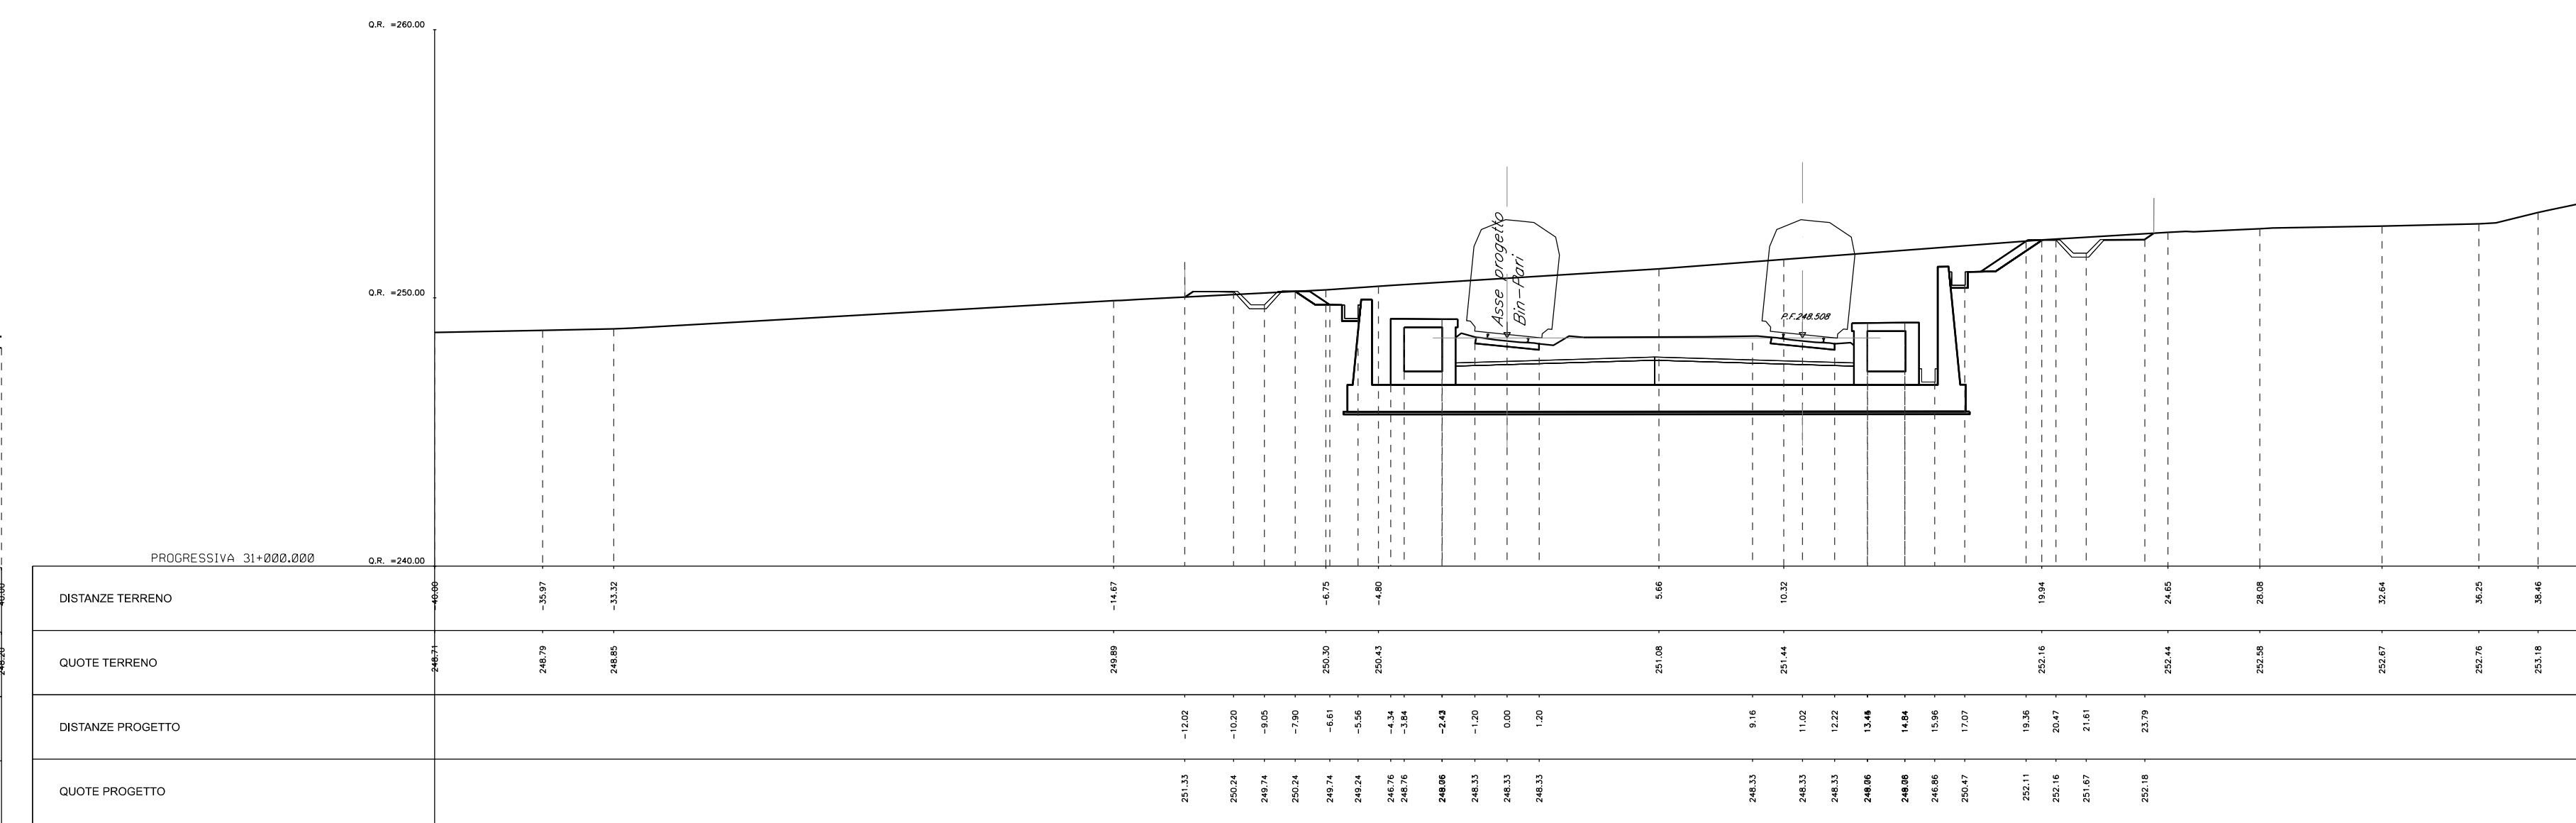 Q.R. =260.00
Q.R. =250.00
Asse progetto
Bin-Pari
P.F.248.508
PROGRESSIVA 31+000.000
Q.R. =240.00
DISTANZE TERRENO -40.00 -35.97 -33.32 -14.67 -6.75 -4.80 5.66 10.32 19.94 24.65 28.08 32.64 36.25 38.46
QUOTE TERRENO 248.71 248.79 248.85 249.89 250.30 250.43 251.08 251.44 252.16 252.44 252.58 252.67 252.76 253.18
DISTANZE PROGETTO -12.02 -10.20 -9.05 -7.90 -6.61 -5.56 -4.34 -3.84 -1.20 0.00 1.20 9.16 11.02 12.22 15.96 17.07 19.36 20.47 21.61 23.79
QUOTE PROGETTO 251.33 250.24 249.74 250.24 249.74 249.24 246.76 248.76 248.33 248.33 248.33 248.33 248.33 248.33 246.86 250.47 252.11 252.16 251.67 252.18